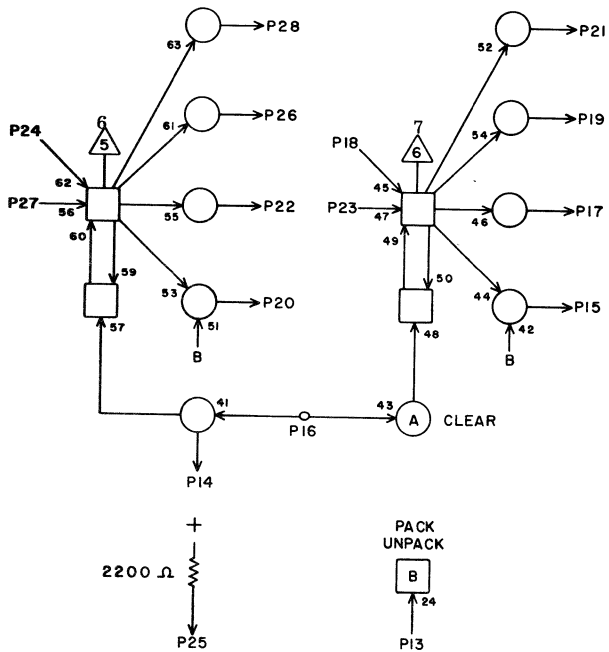 63 P28
52 P21
6
P24 5 61 P26
7
P18 6 54 P19
62 45
P27 56 55 P22
P23 47 46 P17
60 49
59 50
53 P20
44 P15
57 51
48 42
B B
41 43 A CLEAR
P16
P14
+
PACK
UNPACK
2200 Ω
B
24
P25
P13